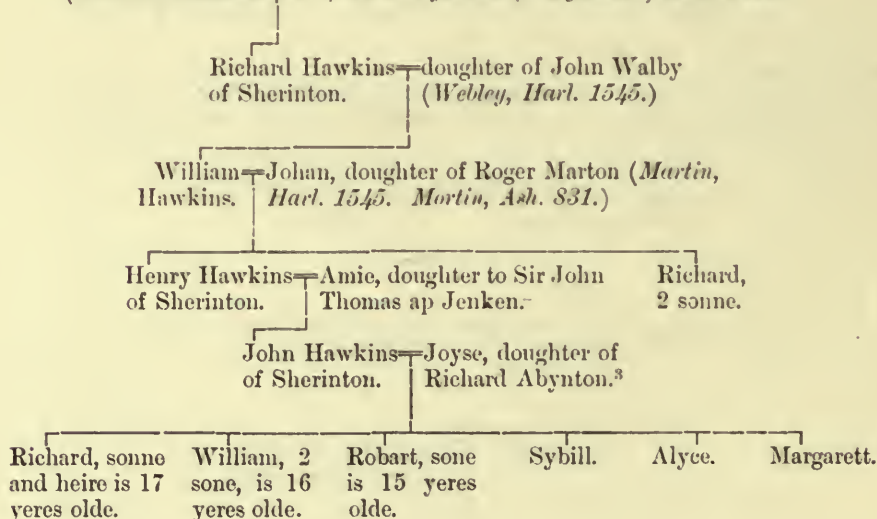 Richard Hawkins=doughter of John Walby
of Sherinton. (Webley, Harl. 1545.)
William=Johan, doughter of Roger Marton (Martin,
Hawkins. Harl. 1545. Mortin, Ash. 831.)
Henry Hawkins=Amie, doughter to Sir John Richard,
of Sherinton. Thomas ap Jenken. 2 sonne.
John Hawkins=Joyse, doughter of
of Sherinton. Richard Abynton.³
Richard, sonne William, 2 Robart, sone Sybill. Alyce. Margarett.
and heire is 17 sone, is 16 is 15 yeres
yeres olde. yeres olde. olde.